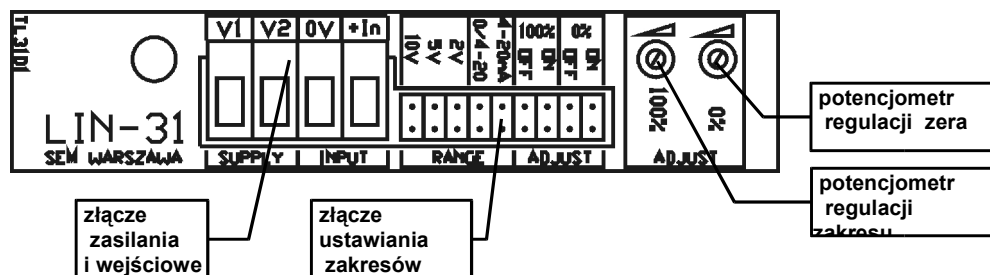 TL31D1
V1 V2 0V +In
10V
5V
2V
0/4-20
4-20mA
100%
OFF ON
0%
OFF ON
100%
0%
LIN-31
SEM WARSZAWA
SUPPLY INPUT RANGE ADJUST ADJUST
potencjometr
regulacji zera
potencjometr
regulacji
zakresu
złącze
zasilania
i wejściowe
złącze
ustawiania
zakresów